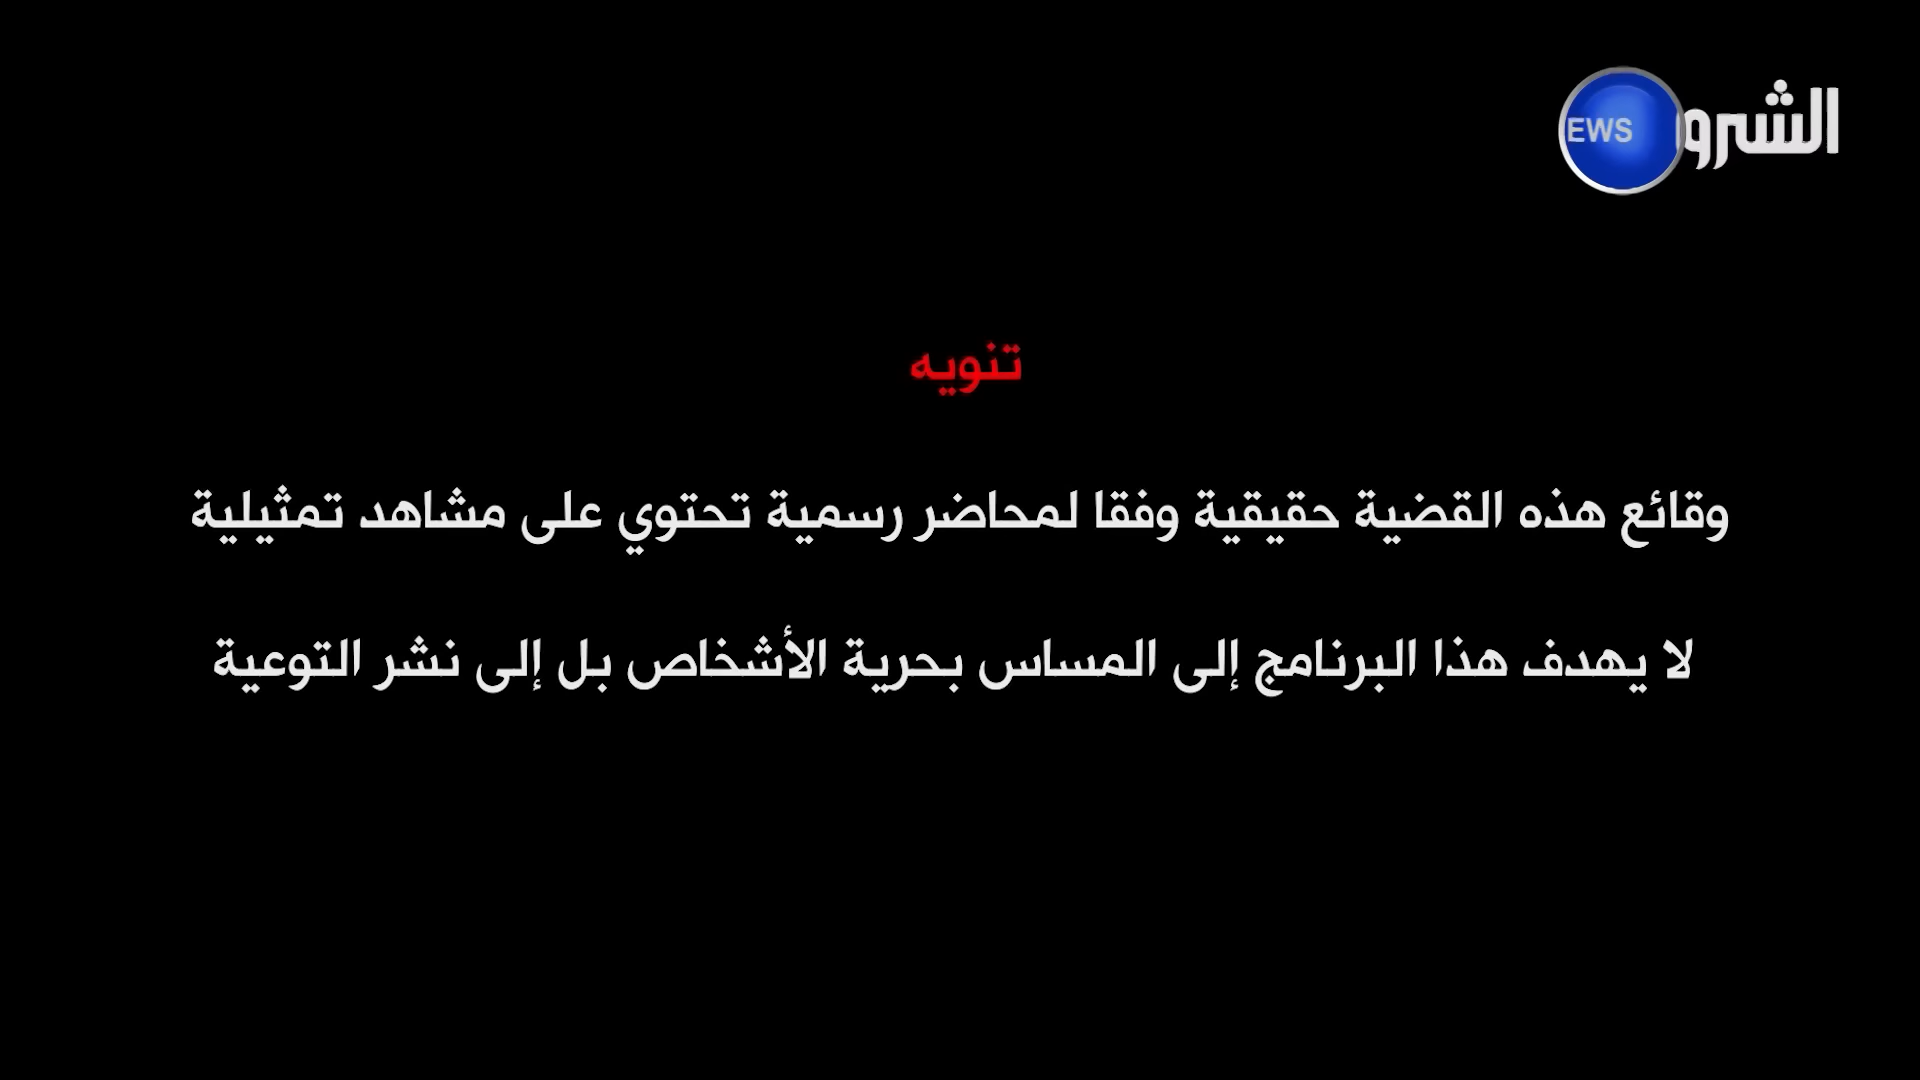 الشرو
EWS
تنويه
وقائع هذه القضية حقيقية وفقا لمحاضر رسمية تحتوي على مشاهد تمثيلية
لا يهدف هذا البرنامج إلى المساس بحرية الأشخاص بل إلى نشر التوعية